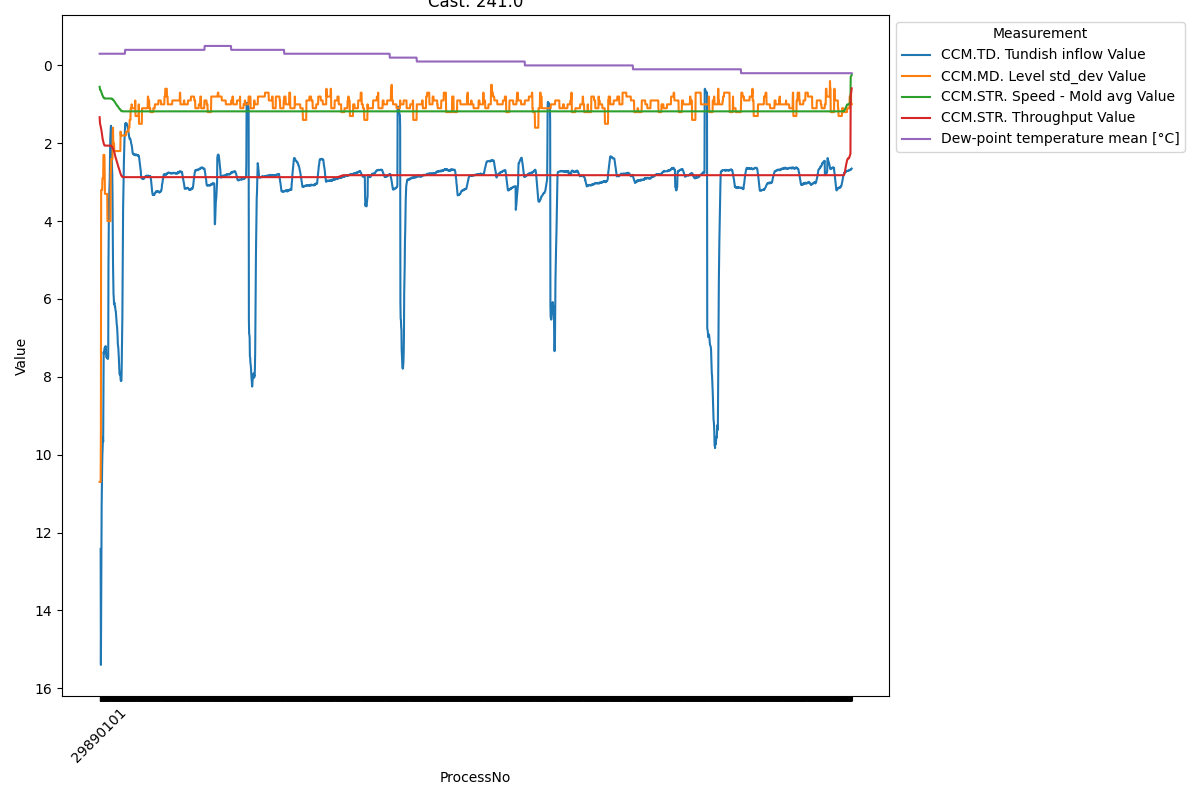 Cast: 241.0
Measurement
CCM.TD. Tundish inflow Value
CCM.MD. Level std_dev Value
CCM.STR. Speed - Mold avg Value
CCM.STR. Throughput Value
Dew-point temperature mean [°C]
0
2
4
6
8
10
12
14
16
Value
29890101
ProcessNo